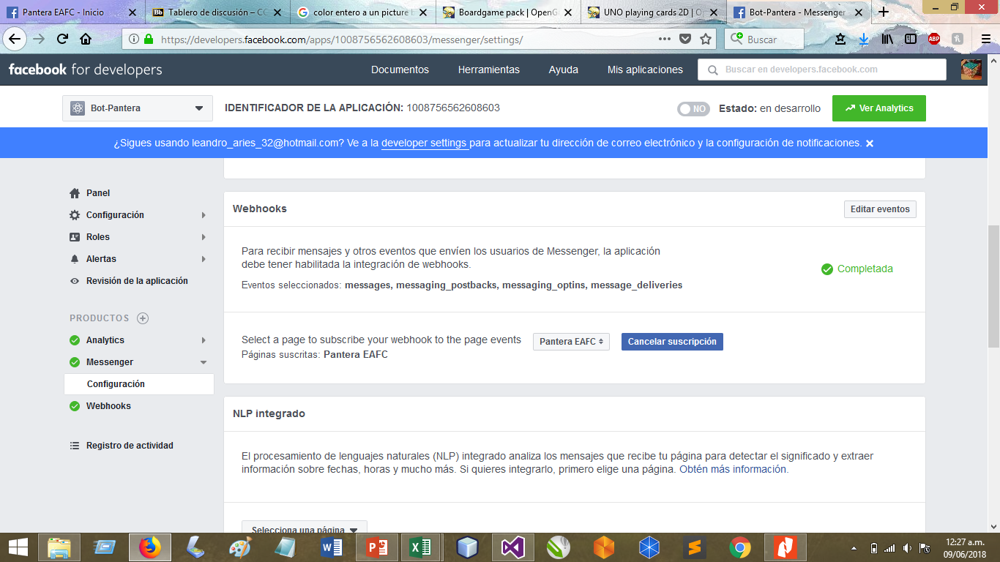 Pantera EAFC - Inicio
Tablero de discusión – CC
color entero a un picture b
Boardgame pack | OpenG
UNO playing cards 2D | Op
Bot-Pantera - Messenger
https://developers.facebook.com/apps/1008756562608603/messenger/settings/
Buscar
ABP
facebook for developers
Documentos
Herramientas
Ayuda
Mis aplicaciones
Buscar en developers.facebook.com
Bot-Pantera
IDENTIFICADOR DE LA APLICACIÓN: 1008756562608603
NO
Estado: en desarrollo
Ver Analytics
¿Sigues usando leandro_aries_32@hotmail.com? Ve a la developer settings para actualizar tu dirección de correo electrónico y la configuración de notificaciones.
Panel
Configuración
Roles
Alertas
Revisión de la aplicación
PRODUCTOS
Analytics
Messenger
Configuración
Webhooks
Registro de actividad
Webhooks
Editar eventos
Para recibir mensajes y otros eventos que envíen los usuarios de Messenger, la aplicación
debe tener habilitada la integración de webhooks.
Completada
Eventos seleccionados: messages, messaging_postbacks, messaging_optins, message_deliveries
Select a page to subscribe your webhook to the page events
Pantera EAFC
Cancelar suscripción
Páginas suscritas: Pantera EAFC
NLP integrado
El procesamiento de lenguajes naturales (NLP) integrado analiza los mensajes que recibe tu página para detectar el significado y extraer
información sobre fechas, horas y mucho más. Si quieres integrarlo, primero elige una página. Obtén más información.
Selecciona una página
12:27 a.m.
09/06/2018